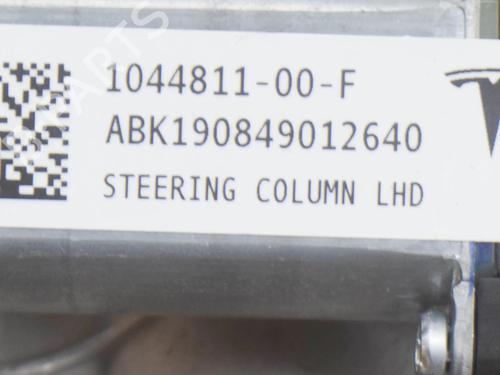 1044811-00-F
ABK190849012640
STEERING COLUMN LHD